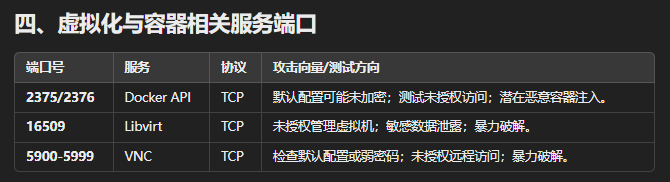 四、虚拟化与容器相关服务端口
端口号 服务 协议 攻击向量/测试方向
2375/2376 Docker API TCP 默认配置可能未加密；测试未授权访问；潜在恶意容器注入。
16509 Libvirt TCP 未授权管理虚拟机；敏感数据泄露；暴力破解。
5900-5999 VNC TCP 检查默认配置或弱密码；未授权远程访问；暴力破解。